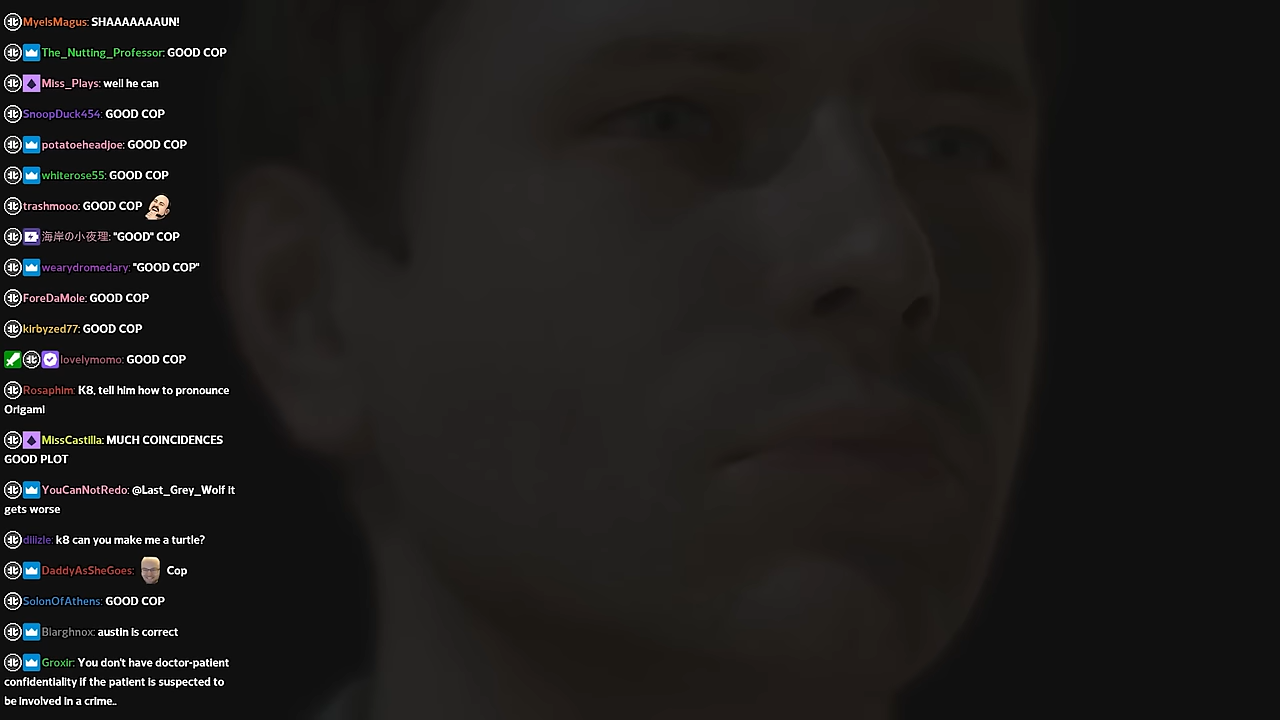 MyelsMagus: SHAAAAAAAUN!
The_Nutting_Professor: GOOD COP
Miss_Plays: well he can
SnoopDuck454: GOOD COP
potatoeheadjoe: GOOD COP
whiterose55: GOOD COP
trashmooo: GOOD COP
海岸の小夜理: "GOOD" COP
wearydromedary: "GOOD COP"
ForeDaMole: GOOD COP
kirbyzed77: GOOD COP
lovelymomo: GOOD COP
Rosaphim: K8, tell him how to pronounce
Origami
MissCastilla: MUCH COINCIDENCES
GOOD PLOT
YouCanNotRedo: @Last_Grey_Wolf it
gets worse
diiizle: k8 can you make me a turtle?
DaddyAsSheGoes: Cop
SolonOfAthens: GOOD COP
Blarghnox: austin is correct
Groxir: You don't have doctor-patient
confidentiality if the patient is suspected to
be involved in a crime..